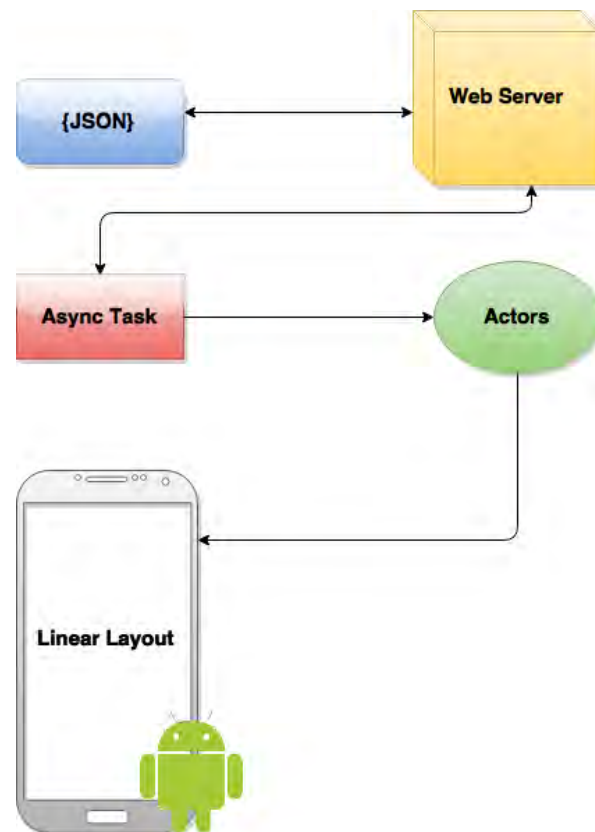 {JSON}
Web Server
Async Task
Actors
Linear Layout